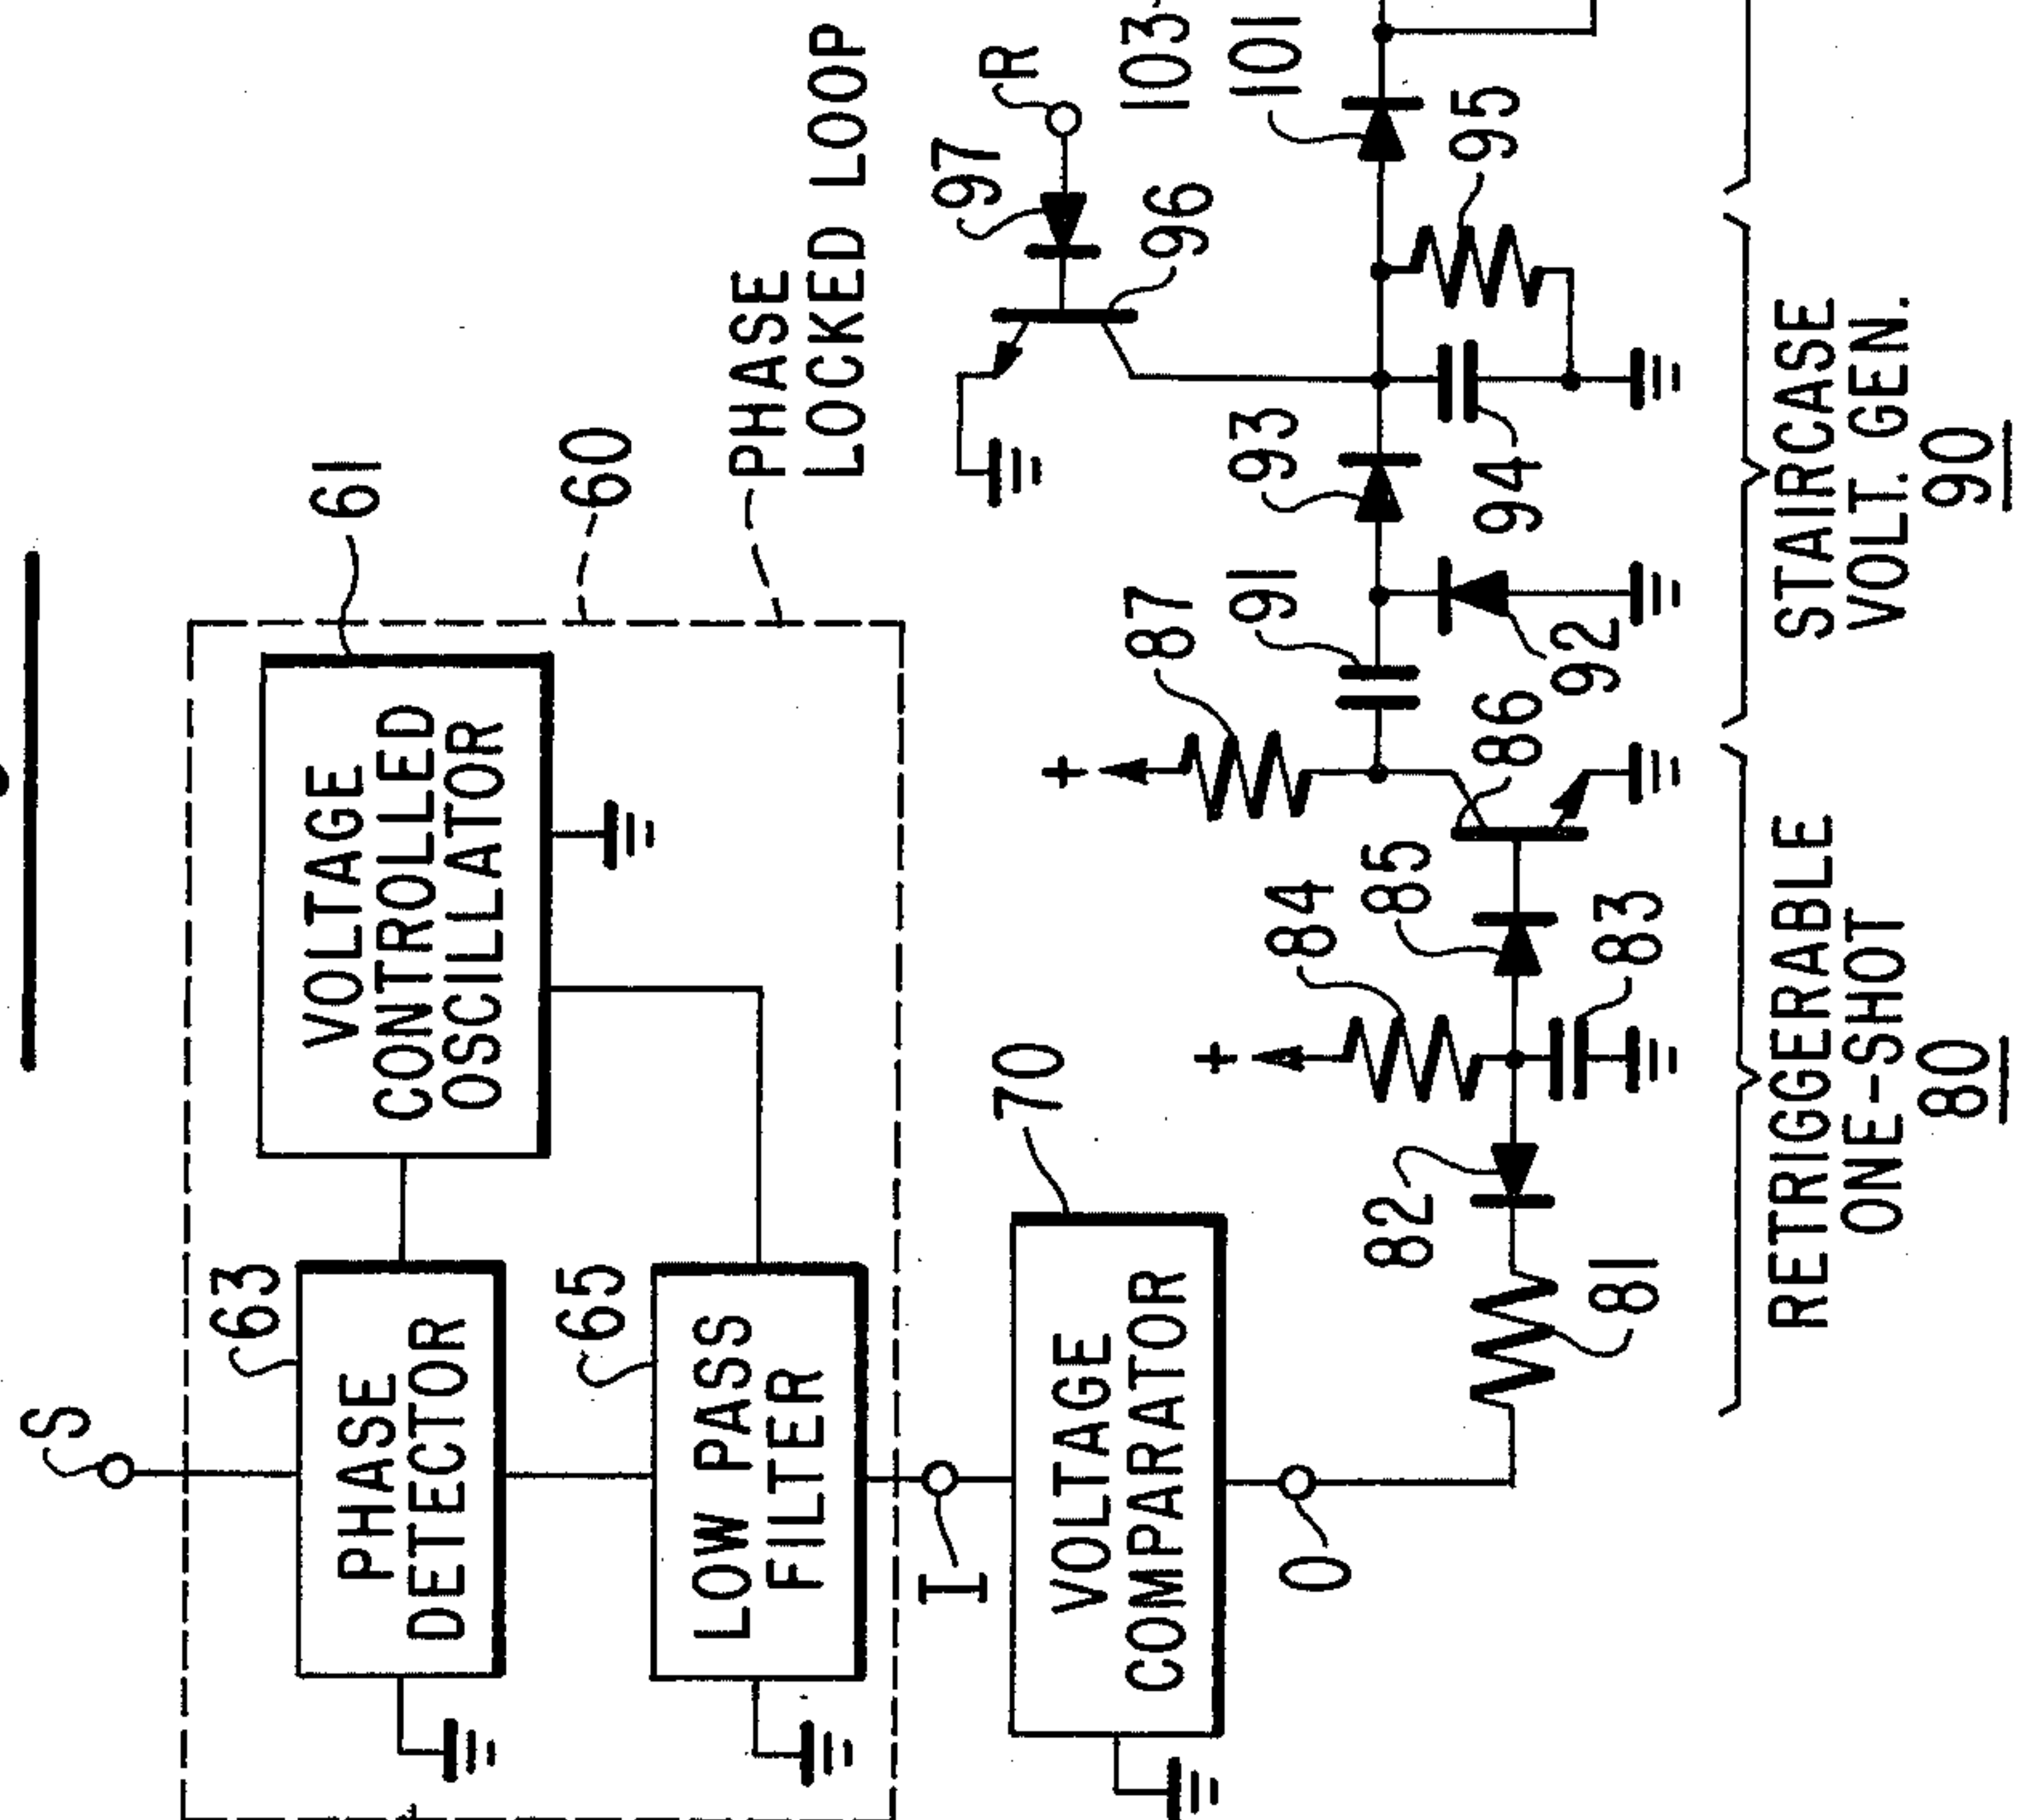 S
63
PHASE
DETECTOR
61
VOLTAGE
CONTROLLED
OSCILLATOR
60
65
LOW PASS
FILTER
PHASE
LOCKED LOOP
I
70
VOLTAGE
COMPARATOR
O
81
82
+
84
83
85
86
+
87
91
92
93
94
97
R
96
95
101
103
RETRIGGERABLE
ONE-SHOT
80
STAIRCASE
VOLT. GEN.
90